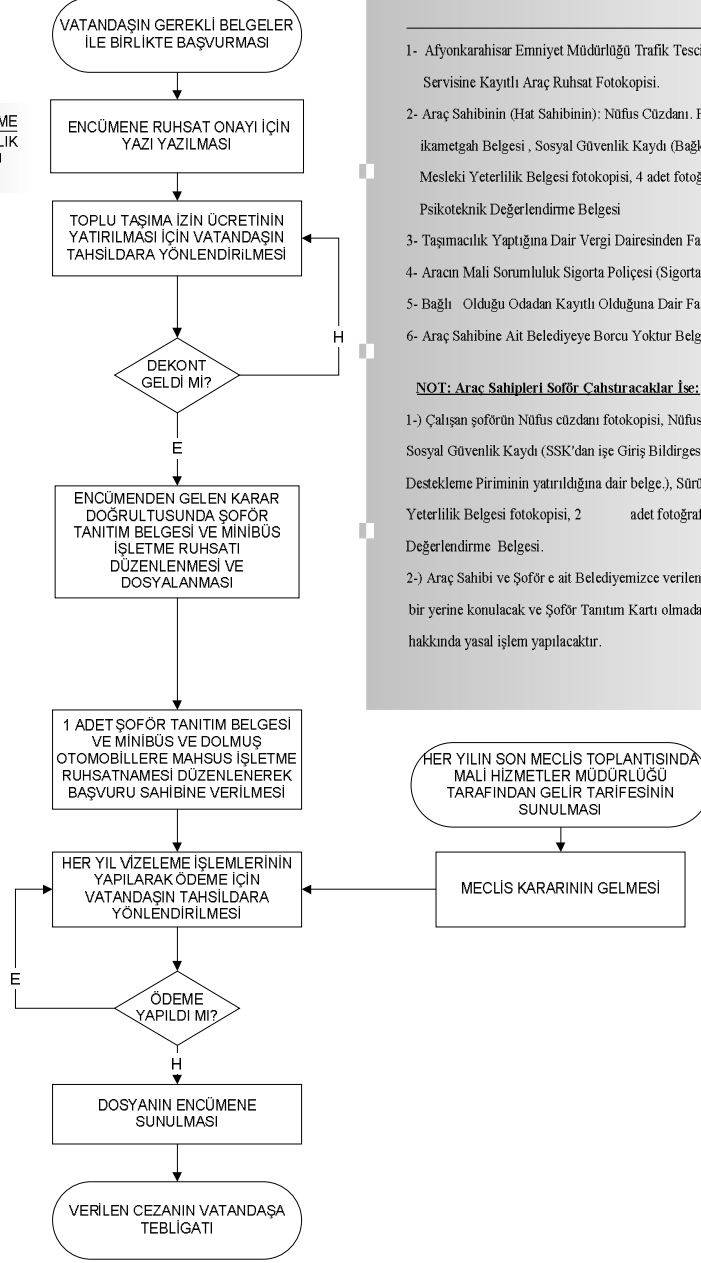 VATANDAŞIN GEREKLİ BELGELER
İLE BİRLİKTE BAŞVURMASI
ENCÜMENE RUHSAT ONAYI İÇİN
YAZI YAZILMASI
TOPLU TAŞIMA İZİN ÜCRETİNİN
YATIRILMASI İÇİN VATANDAŞIN
TAHSİLDARA YÖNLENDİRİLMESİ
H
DEKONT
GELDİ Mİ?
E
ENCÜMENDEN GELEN KARAR
DOĞRULTUSUNDA ŞOFÖR
TANITIM BELGESİ VE MİNİBÜS
İŞLETME RUHSATI
DÜZENLENMESİ VE
DOSYALANMASI
1 ADET ŞOFÖR TANITIM BELGESİ
VE MİNİBÜS VE DOLMUŞ
OTOMOBİLLERE MAHSUS İŞLETME
RUHSATNAMESİ DÜZENLENEREK
BAŞVURU SAHİBİNE VERİLMESİ
HER YIL VİZELEME İŞLEMLERİNİN
YAPILARAK ÖDEME İÇİN
VATANDAŞIN TAHSİLDARA
YÖNLENDİRİLMESİ
E
ÖDEME
YAPILDI MI?
H
DOSYANIN ENCÜMENE
SUNULMASI
VERİLEN CEZANIN VATANDAŞA
TEBLİGATI
1- Afyonkarahisar Emniyet Müdürlüğü Trafik
Servisine Kayıtlı Araç Ruhsat Fotokopisi.
2- Araç Sahibinin (Hat Sahibinin): Nüfus Cüzdanı.
ikametgah Belgesi , Sosyal Güvenlik Kaydı
Mesleki Yeterlilik Belgesi fotokopisi, 4 adet
Psikoteknik Değerlendirme Belgesi
3- Taşımacılık Yaptığına Dair Vergi Dairesinden
4- Aracın Mali Sorumluluk Sigorta Poliçesi (Sigorta
5- Bağlı Olduğu Odadan Kayıtlı Olduğuna Dair
6- Araç Sahibine Ait Belediyeye Borcu Yoktur
NOT: Araç Sahipleri Soför Çahstıracaklar İse:
1-) Çalışan şoförün Nüfus cüzdanı fotokopisi, Nüfus
Sosyal Güvenlik Kaydı (SSK'dan işe Giriş
Destekleme Piriminin yatırıldığına dair belge.),
Yeterlilik Belgesi fotokopisi, 2 adet
Değerlendirme Belgesi.
2-) Araç Sahibi ve Şoför e ait Belediyemizce verilen
bir yerine konulacak ve Şoför Tanıtım Kartı
hakkında yasal işlem yapılacaktır.
HER YILIN SON MECLİS TOPLANTISINDA
MALİ HİZMETLER MÜDÜRLÜĞÜ
TARAFINDAN GELİR TARİFESİNİN
SUNULMASI
MECLİS KARARININ GELMESİ